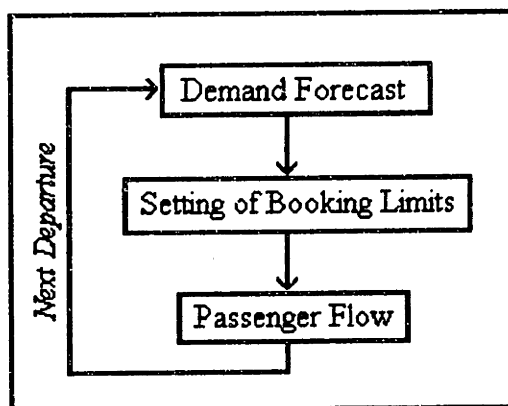 Demand Forecast
Setting of Booking Limits
Passenger Flow
Next Departure